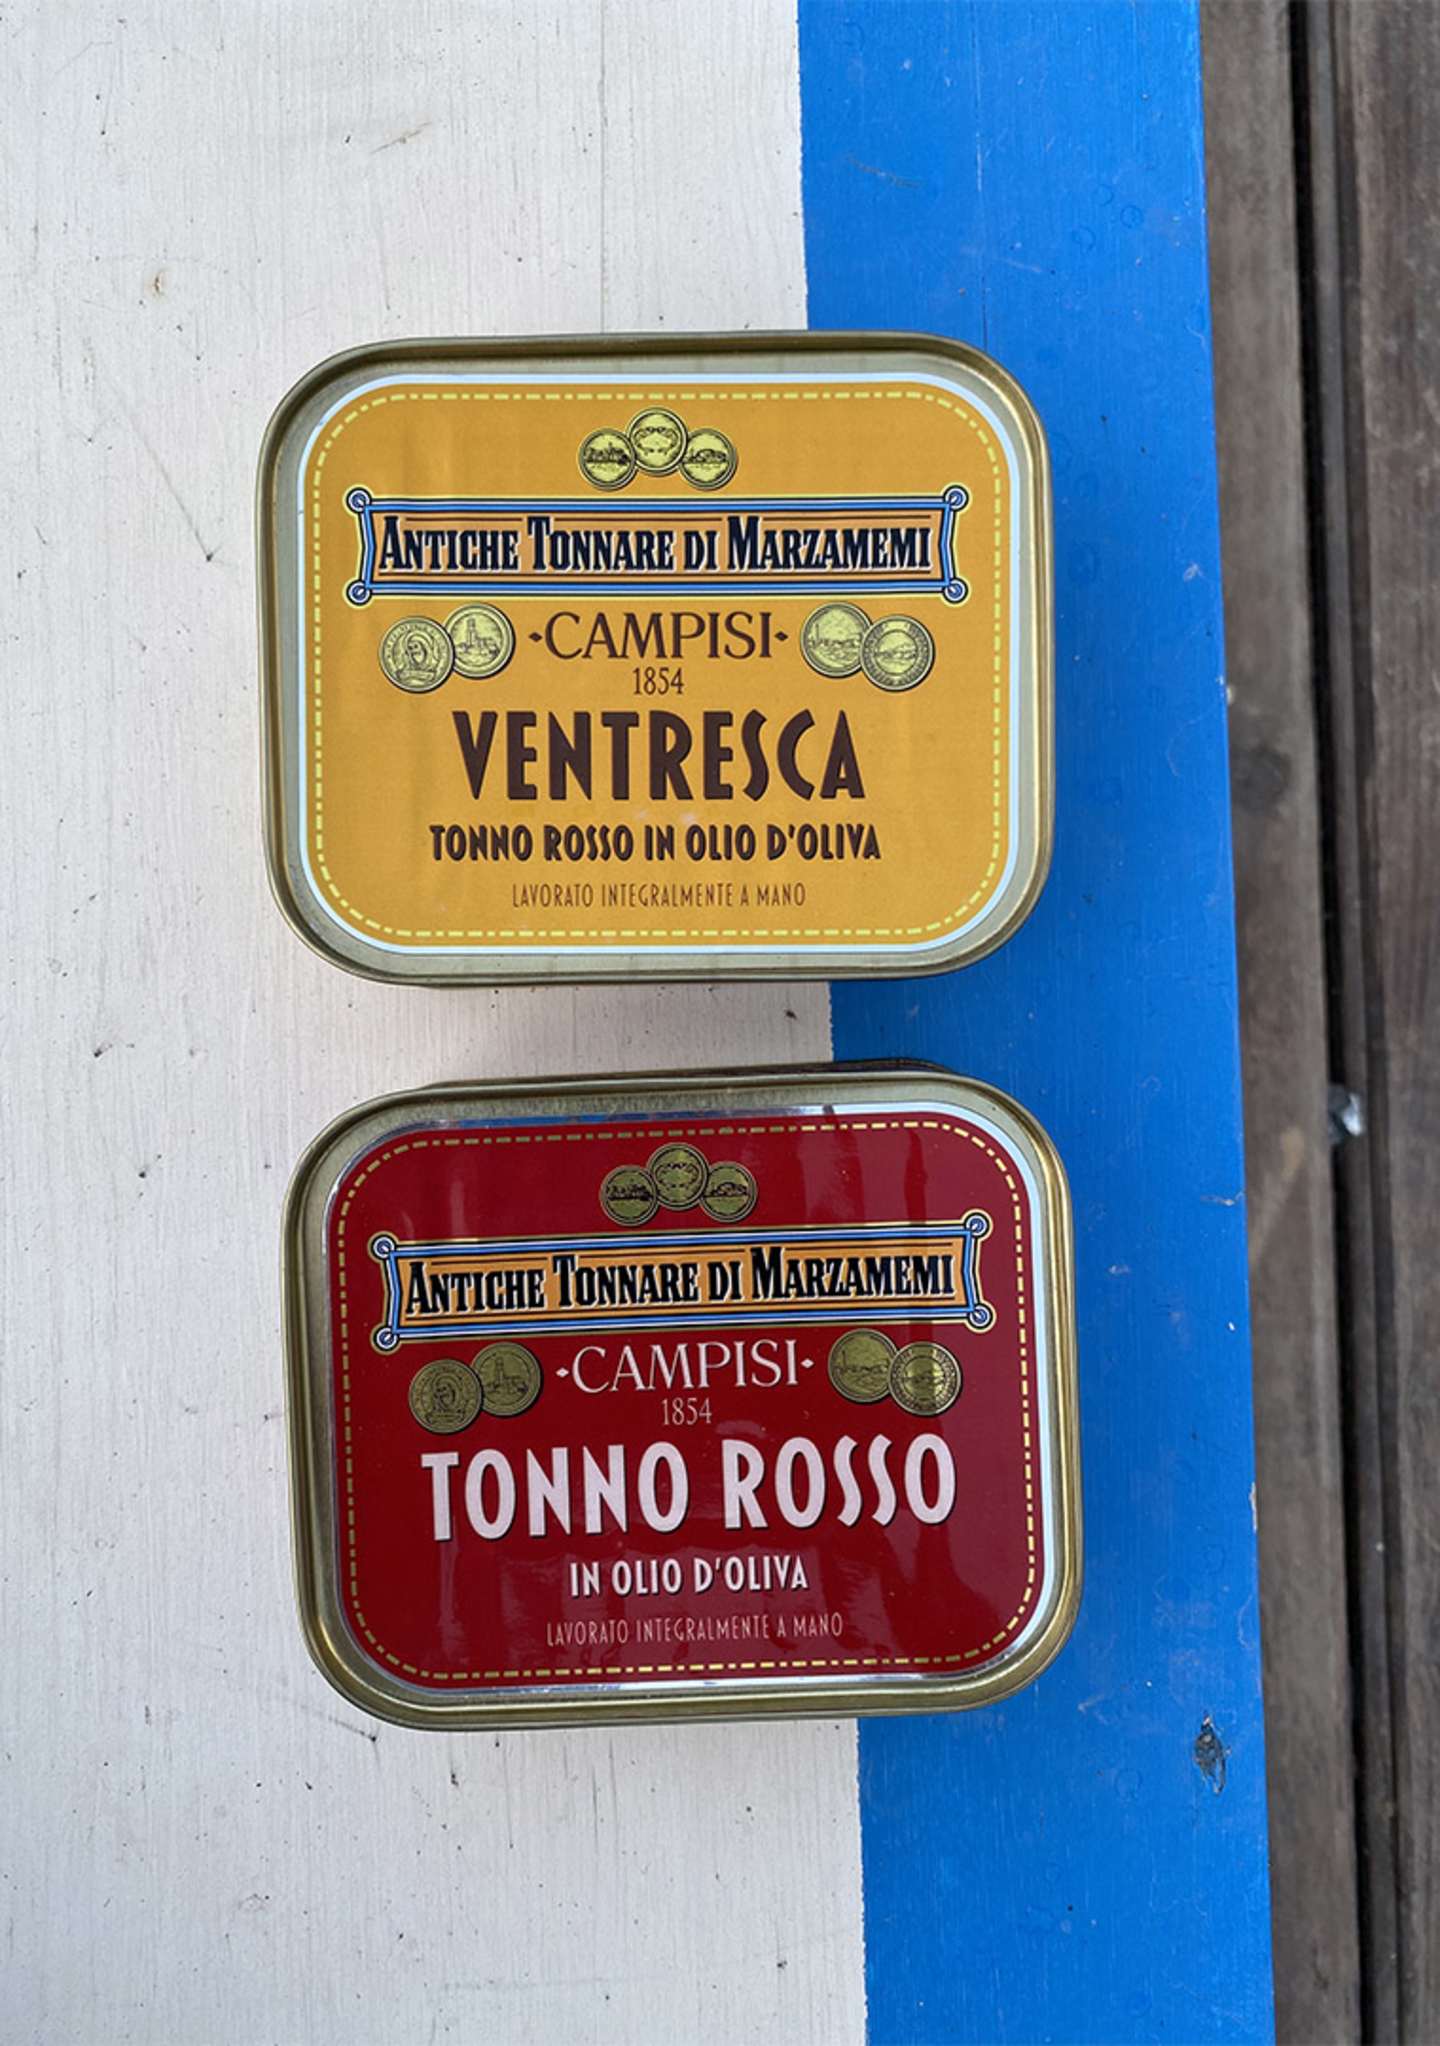 ANTICHE TONNARE DI MARZAMEMI
·CAMPISI·
1854
VENTRESCA
TONNO ROSSO IN OLIO D'OLIVA
LAVORATO INTEGRALMENTE A MANO
ANTICHE TONNARE DI MARZAMEMI
·CAMPISI·
1854
TONNO ROSSO
IN OLIO D'OLIVA
LAVORATO INTEGRALMENTE A MANO